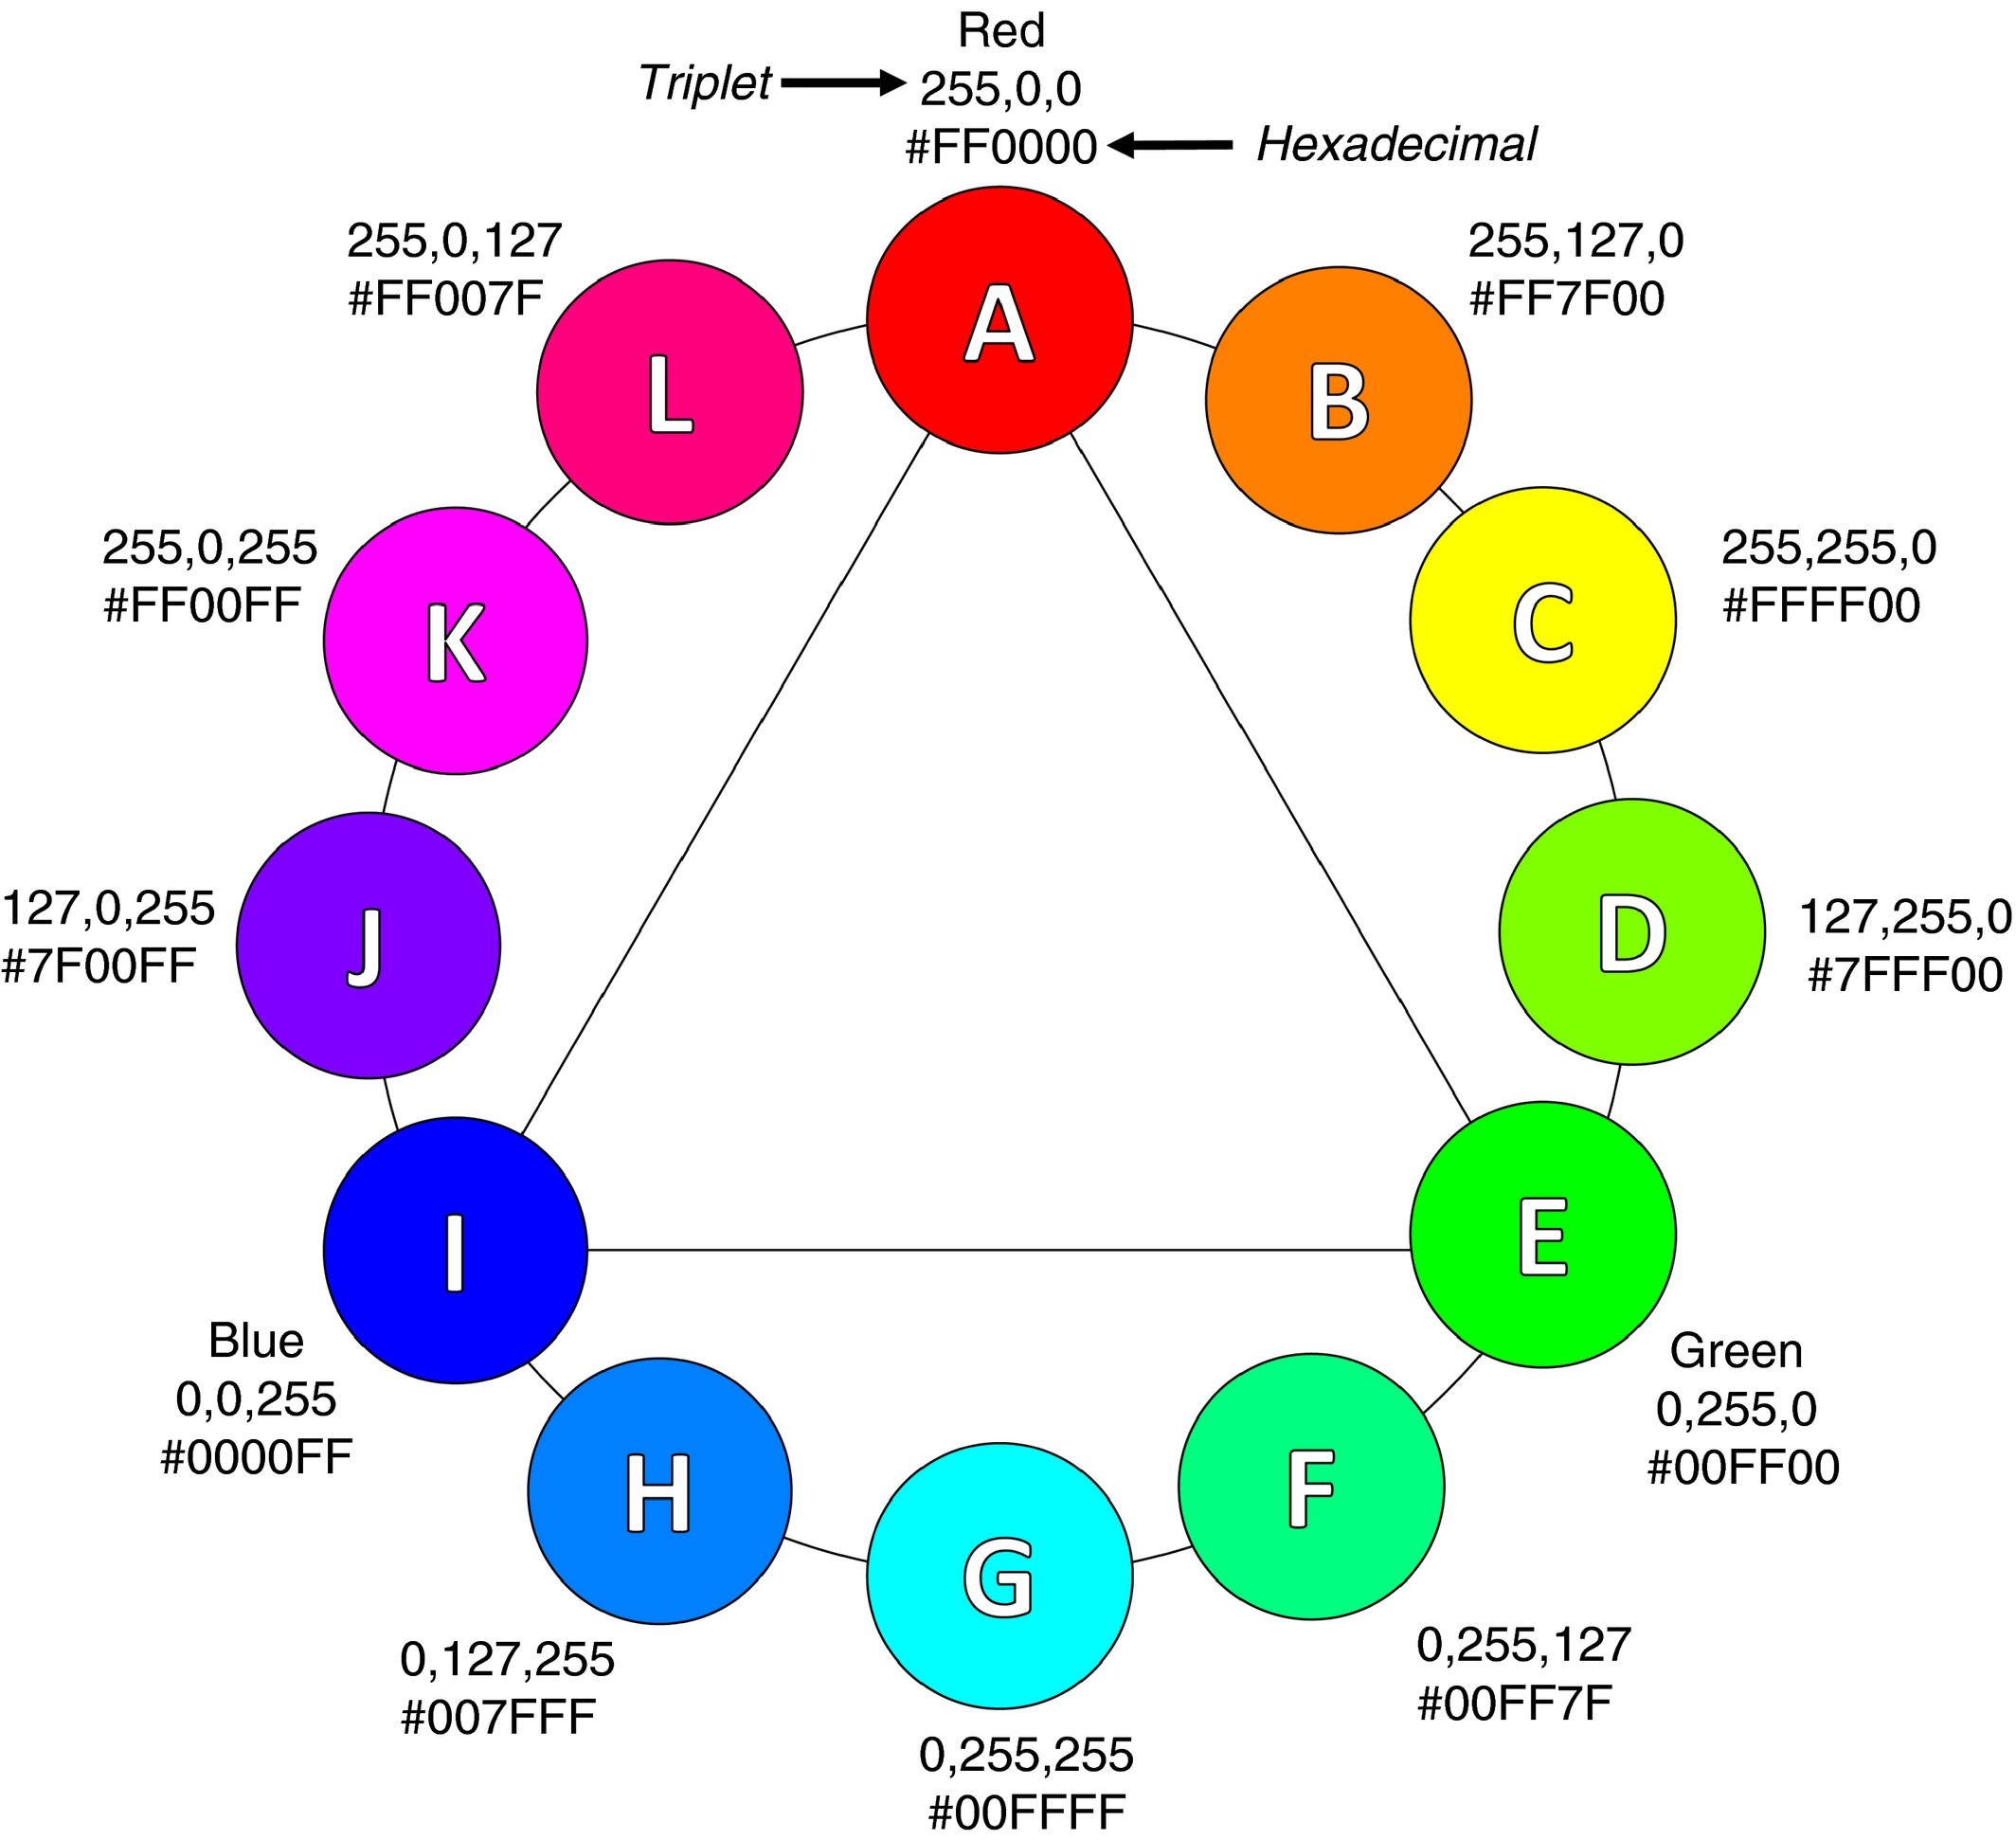 Red
Triplet
255,0,0
#FF0000
Hexadecimal
A
255,127,0
#FF7F00
B
255,255,0
#FFFF00
C
127,255,0
#7FFF00
D
Green
0,255,0
#00FF00
E
0,255,127
#00FF7F
F
0,255,255
#00FFFF
G
0,127,255
#007FFF
H
Blue
0,0,255
#0000FF
I
127,0,255
#7F00FF
J
255,0,255
#FF00FF
K
255,0,127
#FF007F
L